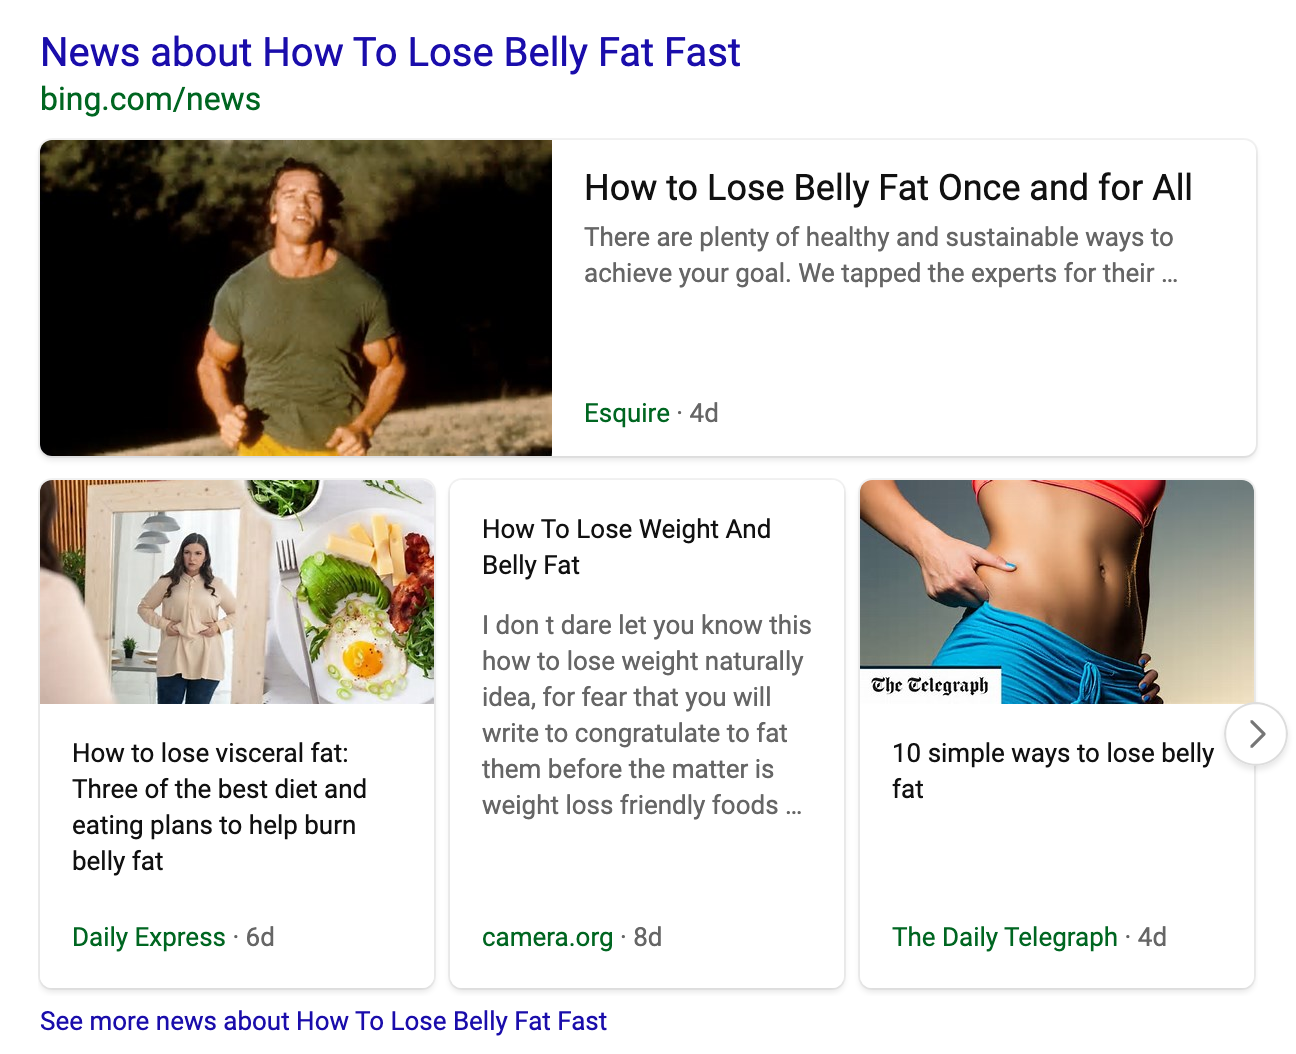 News about How To Lose Belly Fat Fast
bing.com/news
How to Lose Belly Fat Once and for All
There are plenty of healthy and sustainable ways to
achieve your goal. We tapped the experts for their ...
Esquire · 4d
How to lose visceral fat:
Three of the best diet and
eating plans to help burn
belly fat
Daily Express · 6d
How To Lose Weight And
Belly Fat
I don t dare let you know this
how to lose weight naturally
idea, for fear that you will
write to congratulate to fat
them before the matter is
weight loss friendly foods ...
camera.org · 8d
The Telegraph
10 simple ways to lose belly
fat
The Daily Telegraph · 4d
See more news about How To Lose Belly Fat Fast